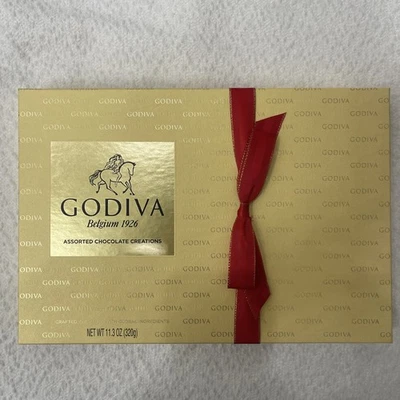 GODIVA
Belgium 1926
ASSORTED CHOCOLATE CREATIONS
NET WT 11.3 OZ (320g)